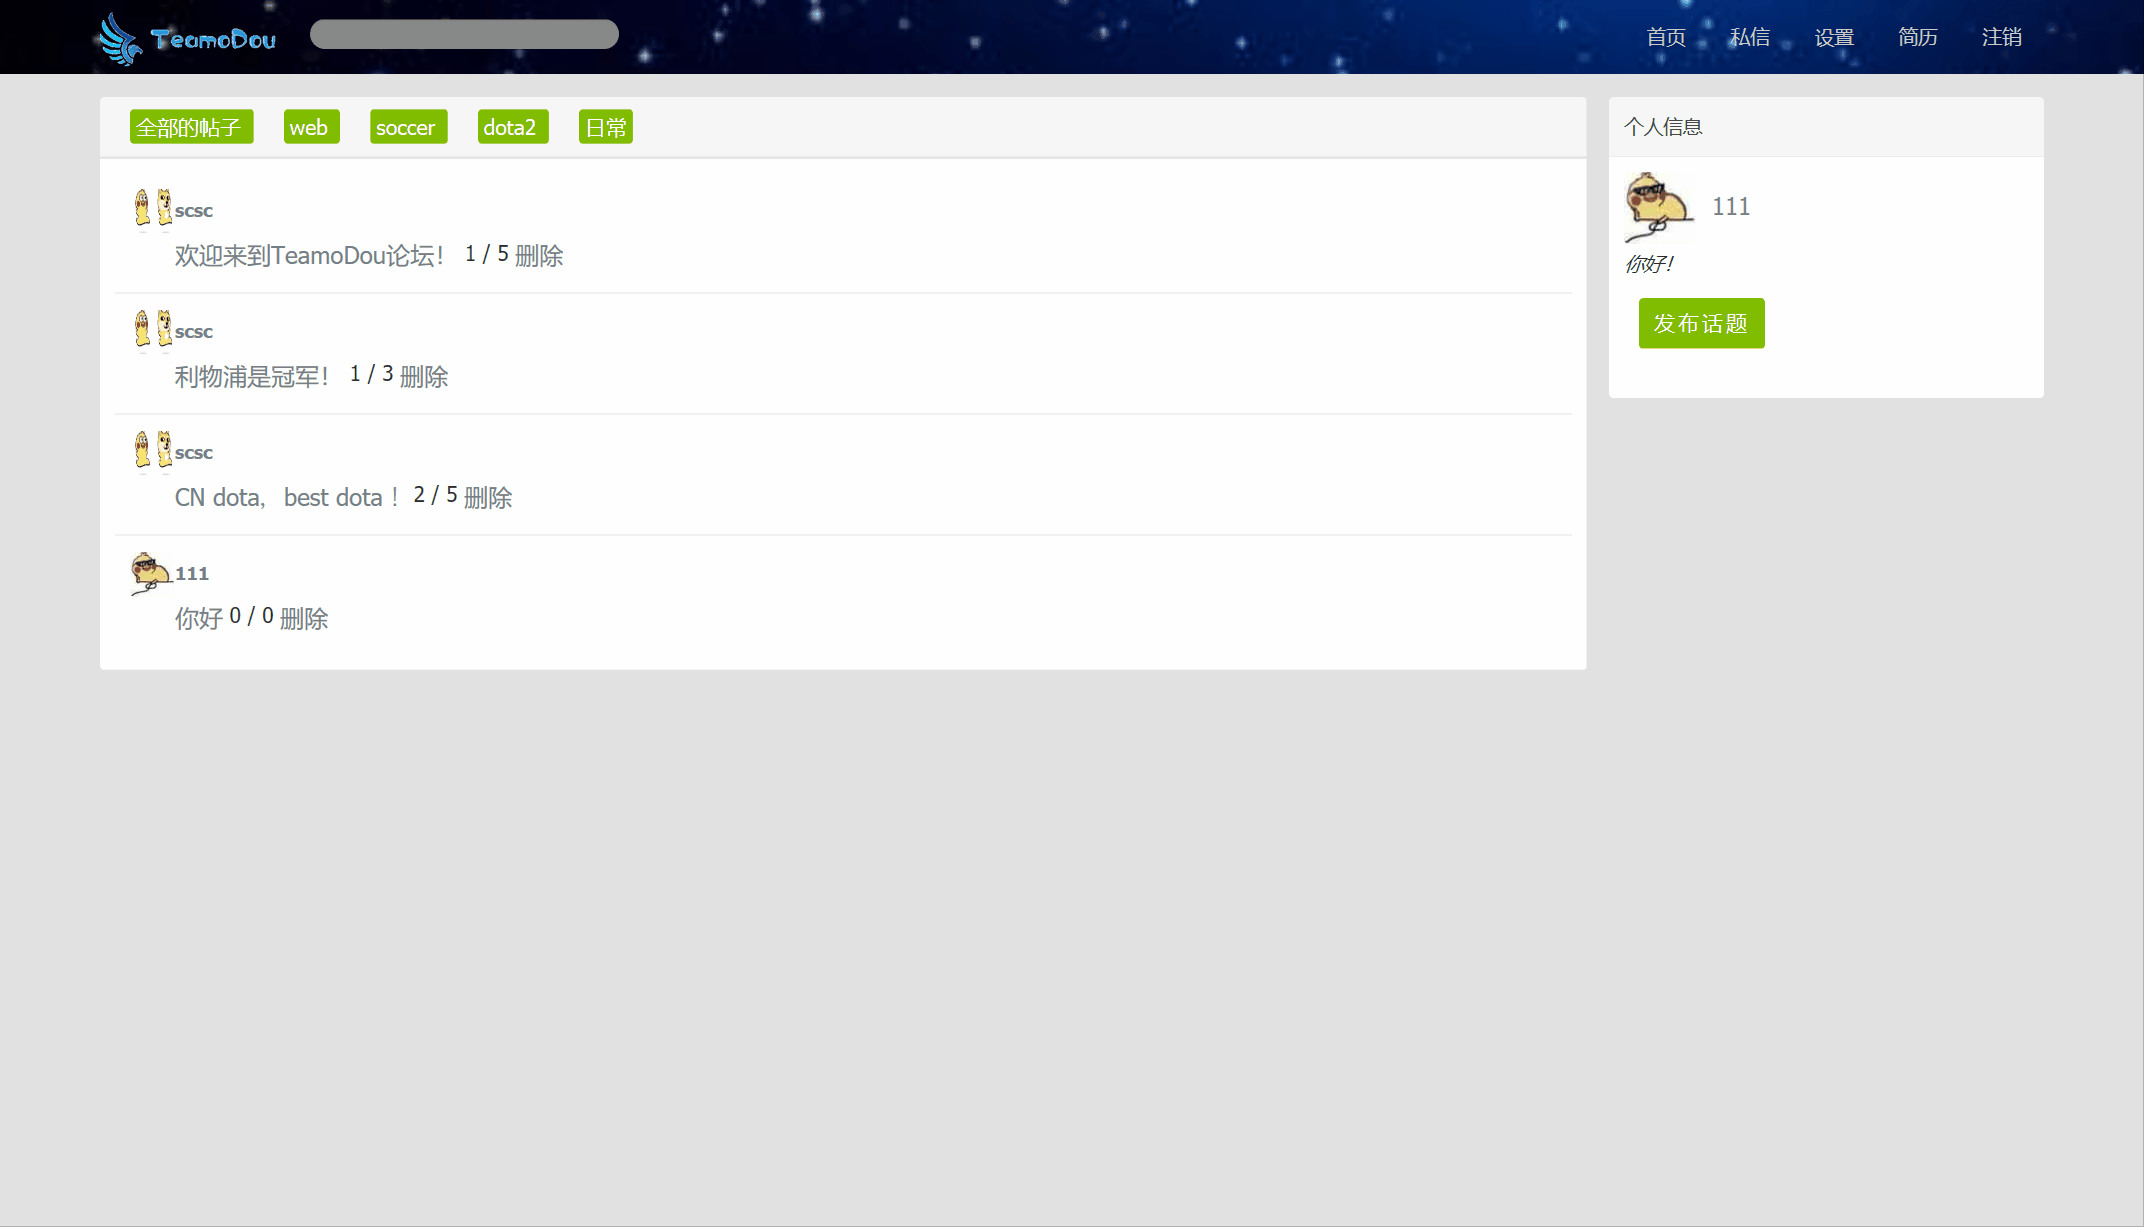 TeamoDou
首页 私信 设置 简历 注销
全部的帖子 web soccer dota2 日常
scsc
欢迎来到TeamoDou论坛！ 1 / 5 删除
scsc
利物浦是冠军！ 1 / 3 删除
scsc
CN dota，best dota！ 2 / 5 删除
111
你好 0 / 0 删除
个人信息
111
你好！
发布话题